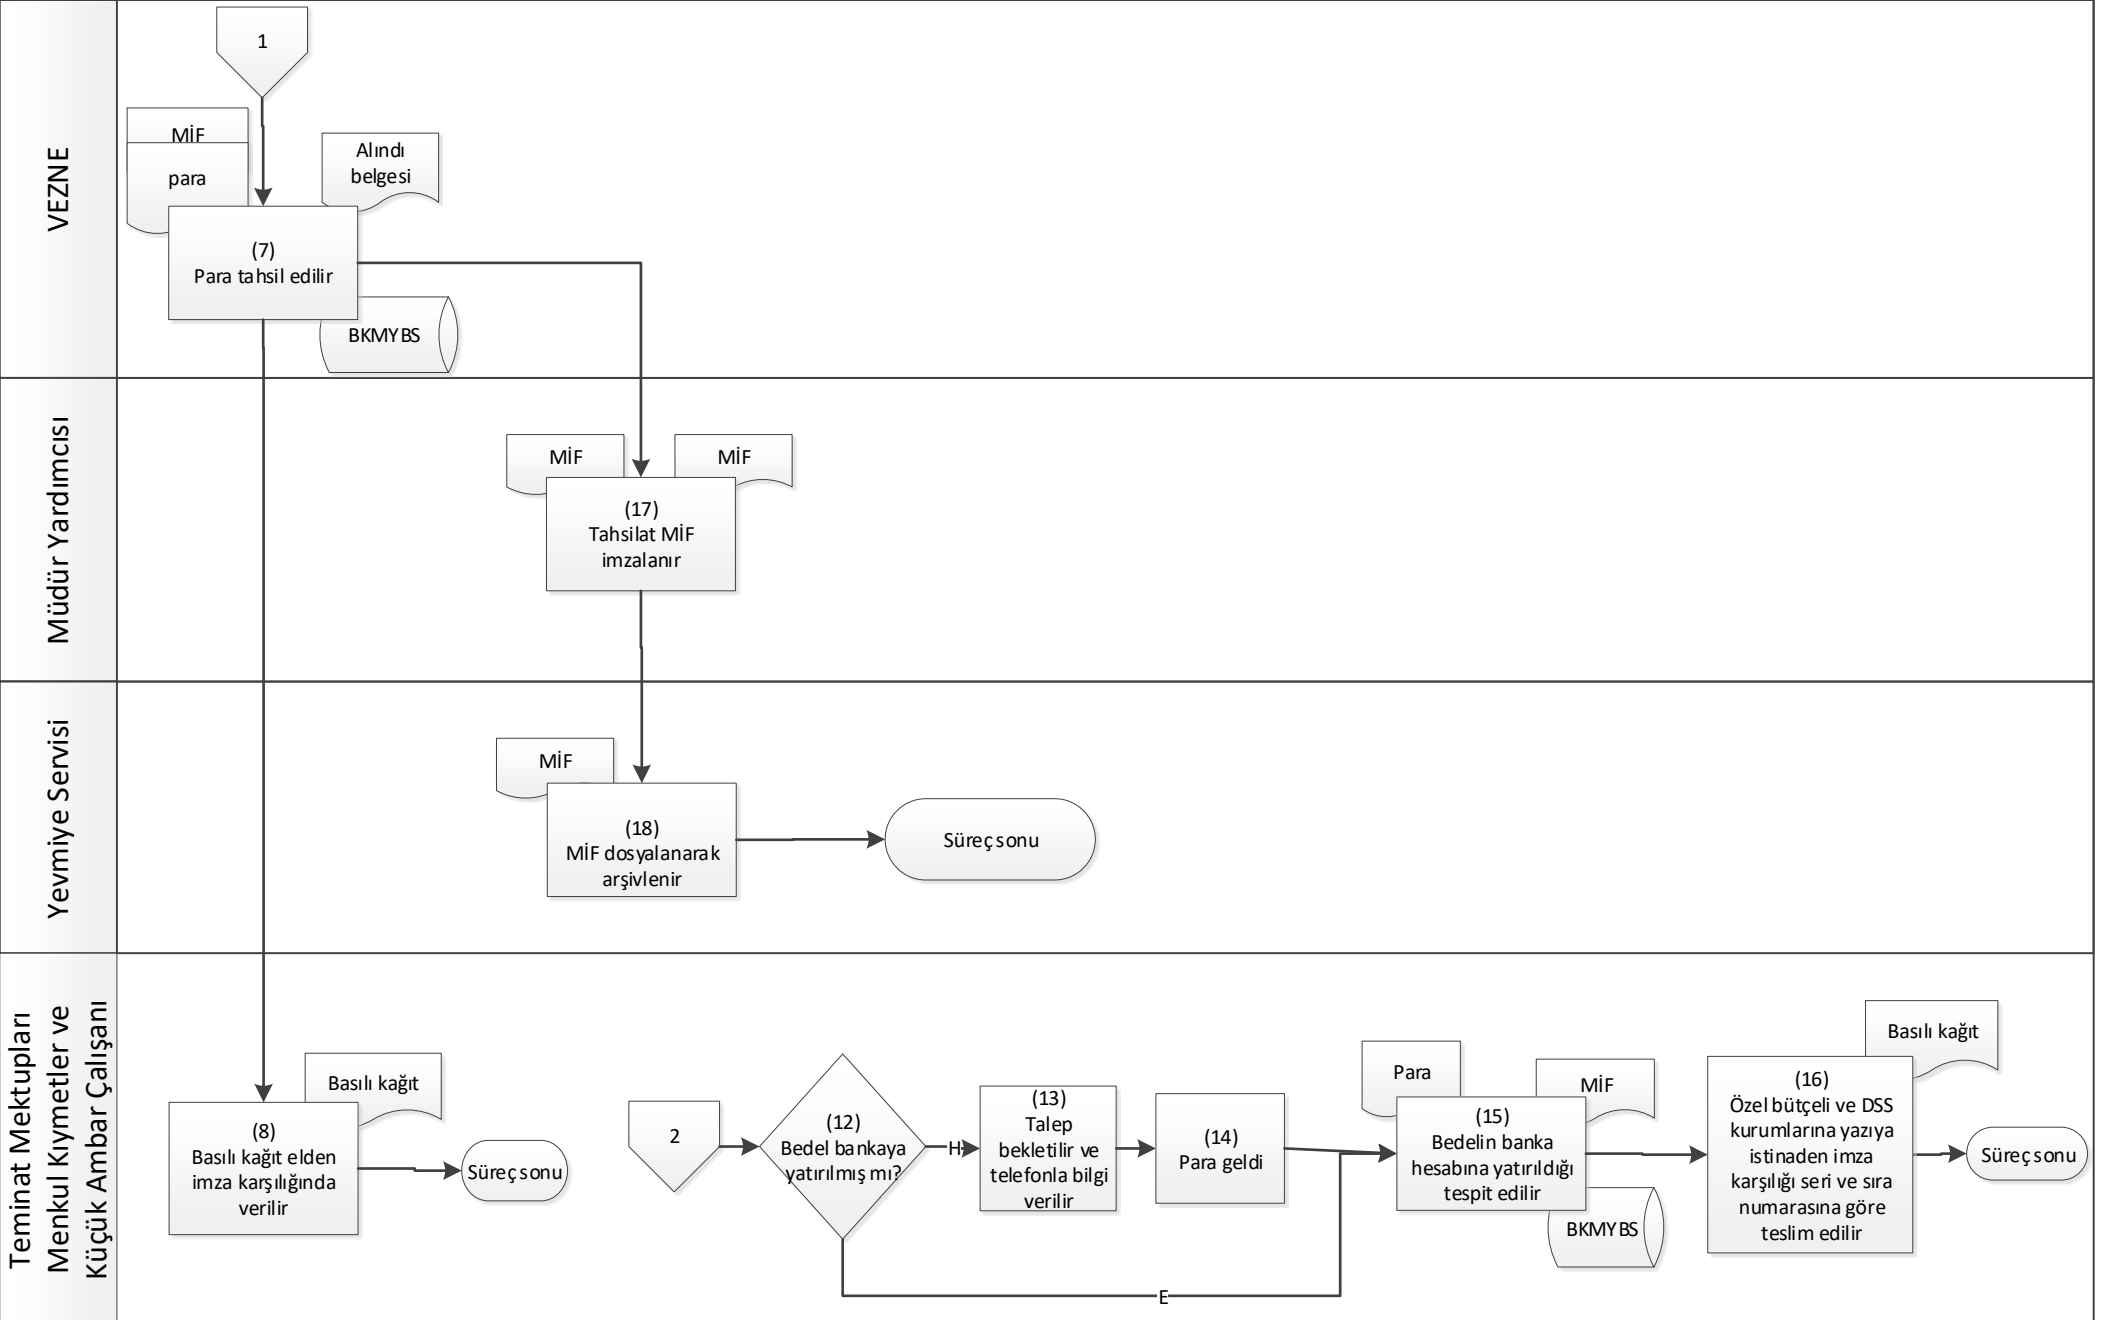 VEZNE
1
MİF
para
Alındı
belgesi
(7)
Para tahsil edilir
BKMYBS
Müdür Yardımcısı
MİF
MİF
(17)
Tahsilat MİF
imzalanır
Yevmiye Servisi
MİF
(18)
MİF dosyalanarak
arşivlenir
Süreç sonu
Teminat Mektupları
Menkul Kıymetler ve
Küçük Ambar Çalışanı
Basılı kağıt
(8)
Basılı kağıt elden
imza karşılığında
verilir
Süreç sonu
2
(12)
Bedel bankaya
yatırılmış mı?
H
E
(13)
Talep
bekletilir ve
telefonla bilgi
verilir
(14)
Para geldi
Para
MİF
(15)
Bedelin banka
hesabına yatırıldığı
tespit edilir
BKMYBS
Basılı kağıt
(16)
Özel bütçeli ve DSS
kurumlarına yazıya
istinaden imza
karşılığı seri ve sıra
numarasına göre
teslim edilir
Süreç sonu